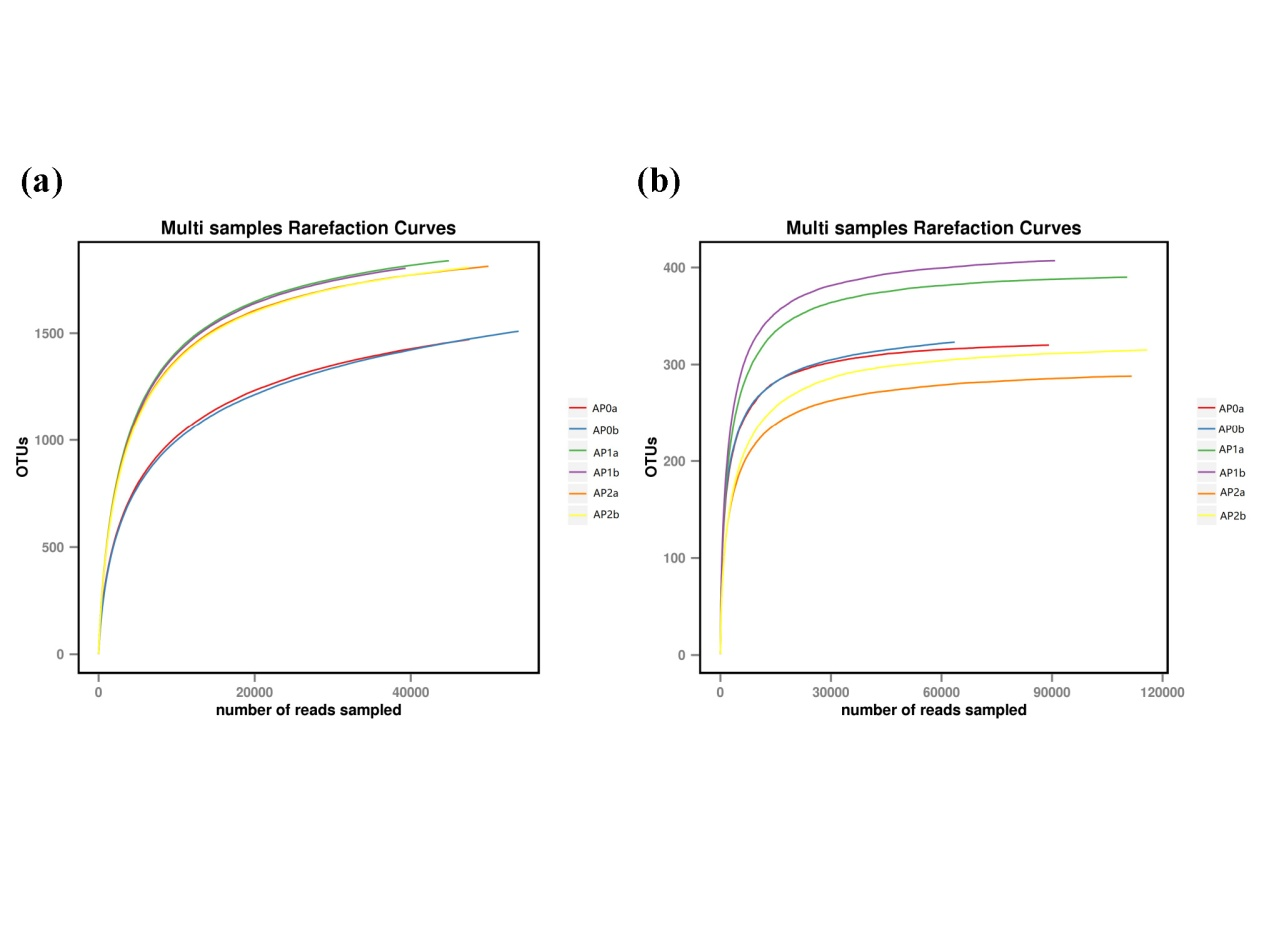 (a)
Multi samples Rarefaction Curves
OTUs
1500
1000
500
0
0 20000 40000
number of reads sampled
AP0a
AP0b
AP1a
AP1b
AP2a
AP2b
(b)
Multi samples Rarefaction Curves
OTUs
400
300
200
100
0
0 30000 60000 90000 120000
number of reads sampled
AP0a
AP0b
AP1a
AP1b
AP2a
AP2b